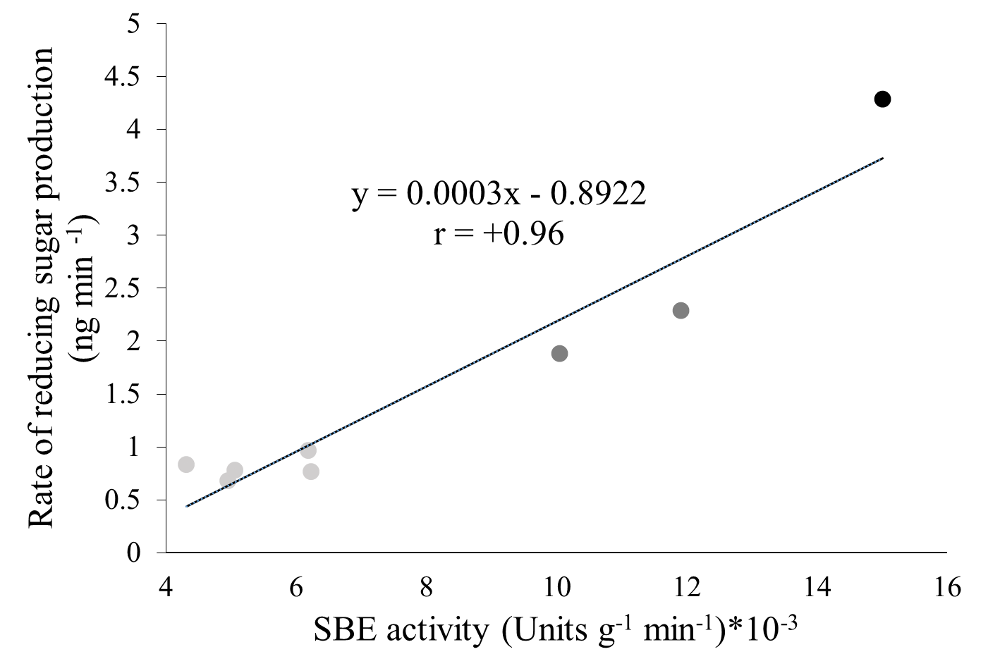 5
4.5
4
3.5
3
2.5
2
1.5
1
0.5
0
Rate of reducing sugar production
(ng min ⁻¹)
y = 0.0003x - 0.8922
r = +0.96
4 6 8 10 12 14 16
SBE activity (Units g⁻¹ min⁻¹)*10⁻³